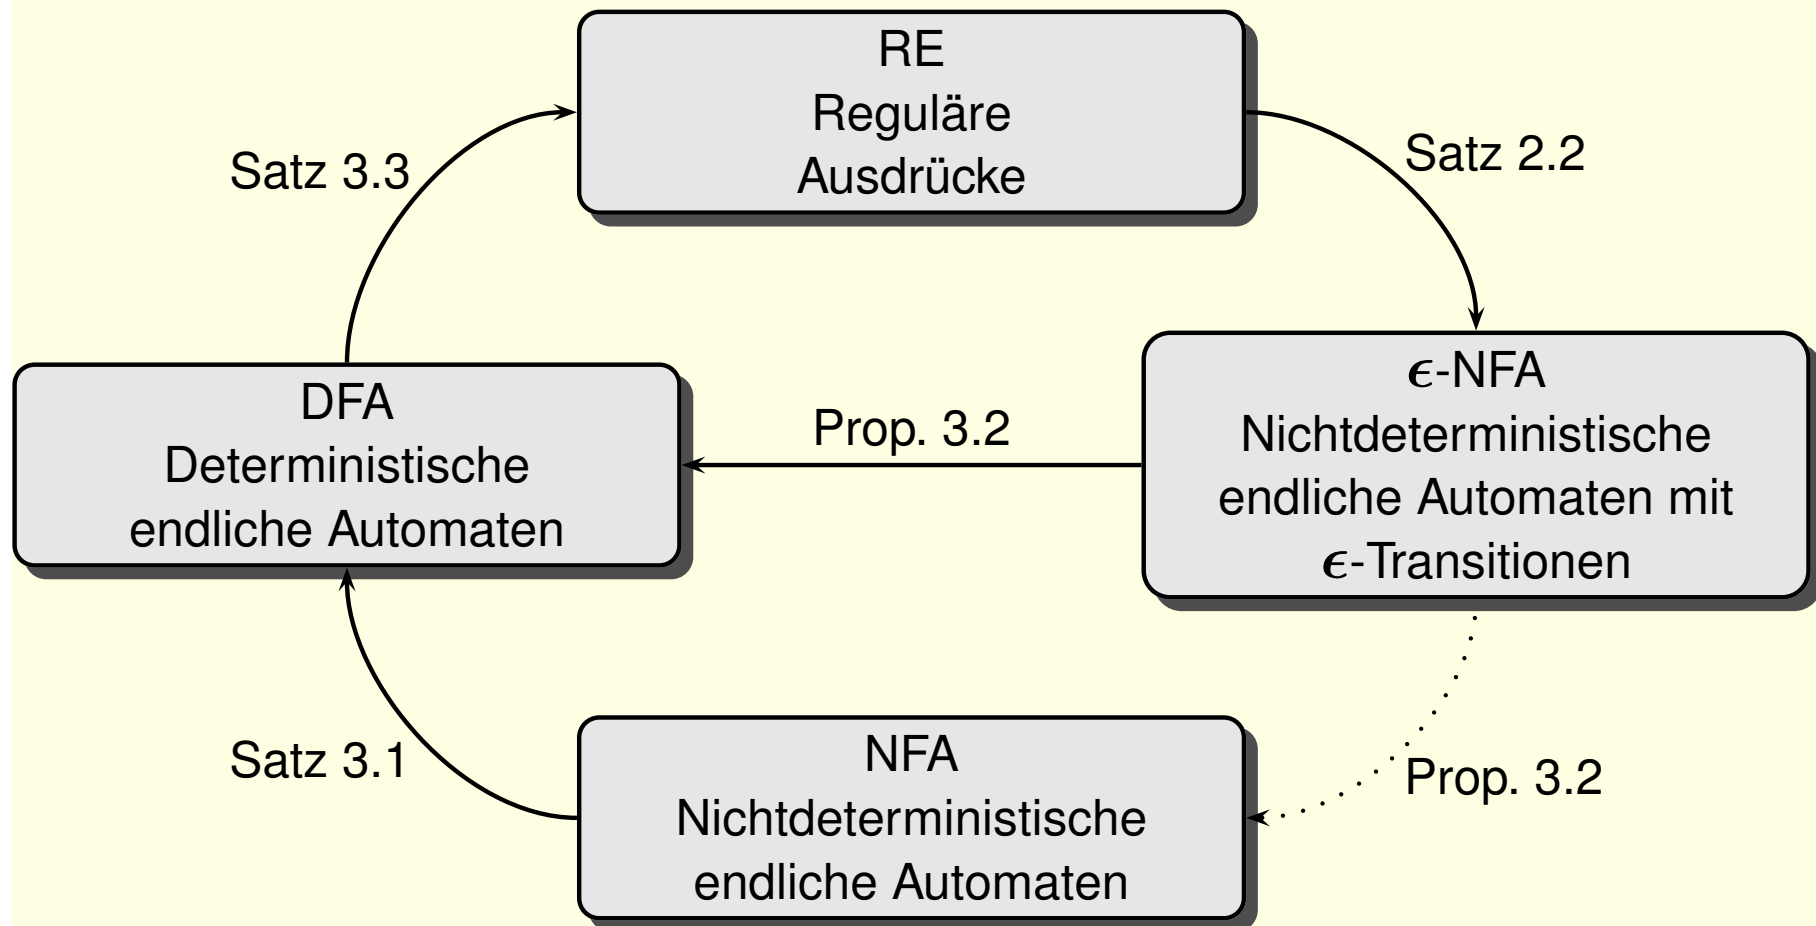 RE
Reguläre
Ausdrücke
Satz 3.3
Satz 2.2
DFA
Deterministische
endliche Automaten
Prop. 3.2
ϵ-NFA
Nichtdeterministische
endliche Automaten mit
ϵ-Transitionen
Satz 3.1
NFA
Nichtdeterministische
endliche Automaten
Prop. 3.2